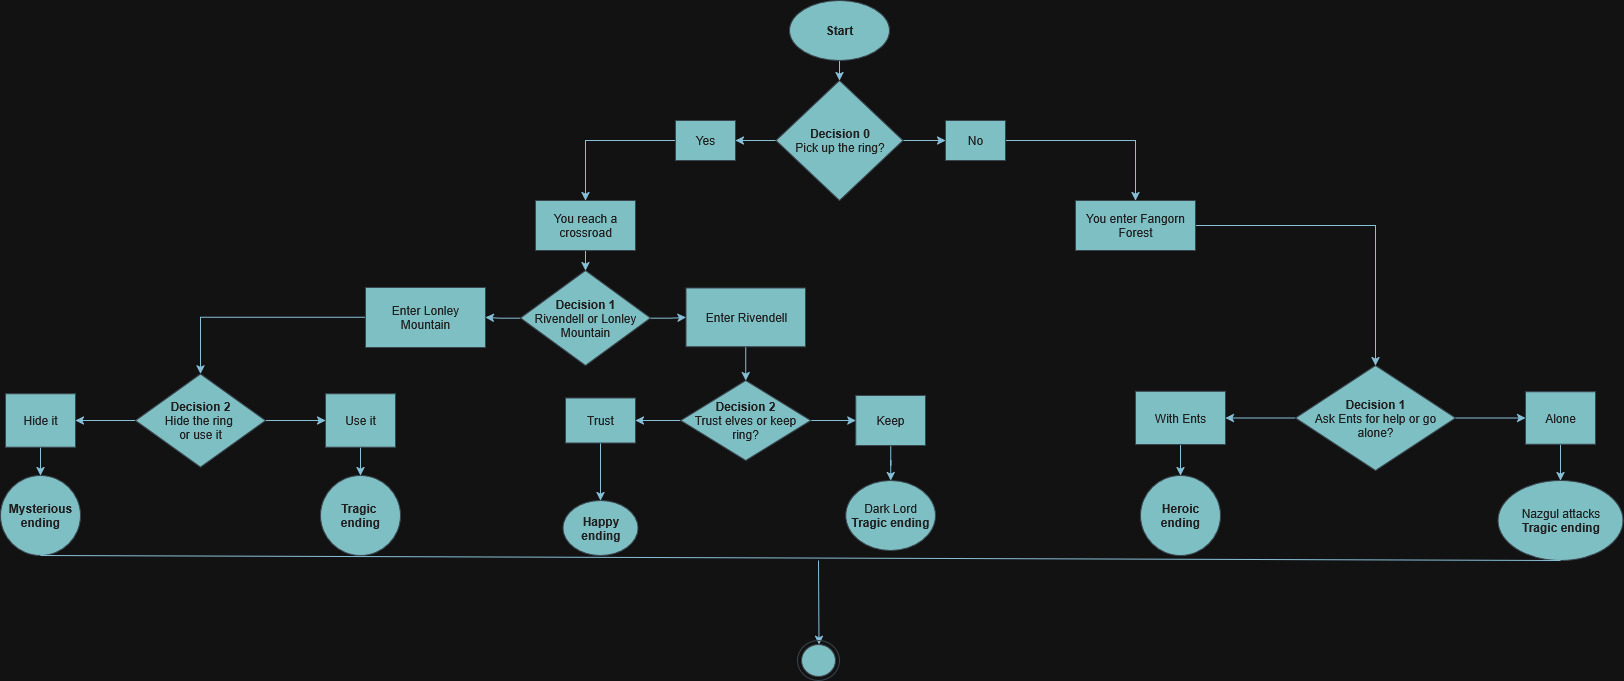 Start
Decision 0
Pick up the ring?
Yes
No
You reach a
crossroad
You enter Fangorn
Forest
Decision 1
Rivendell or Lonley
Mountain
Enter Lonley
Mountain
Enter Rivendell
Decision 2
Hide the ring
or use it
Hide it
Use it
Decision 2
Trust elves or keep
ring?
Trust
Keep
Decision 1
Ask Ents for help or go
alone?
With Ents
Alone
Mysterious
ending
Tragic
ending
Happy
ending
Dark Lord
Tragic ending
Heroic
ending
Nazgul attacks
Tragic ending